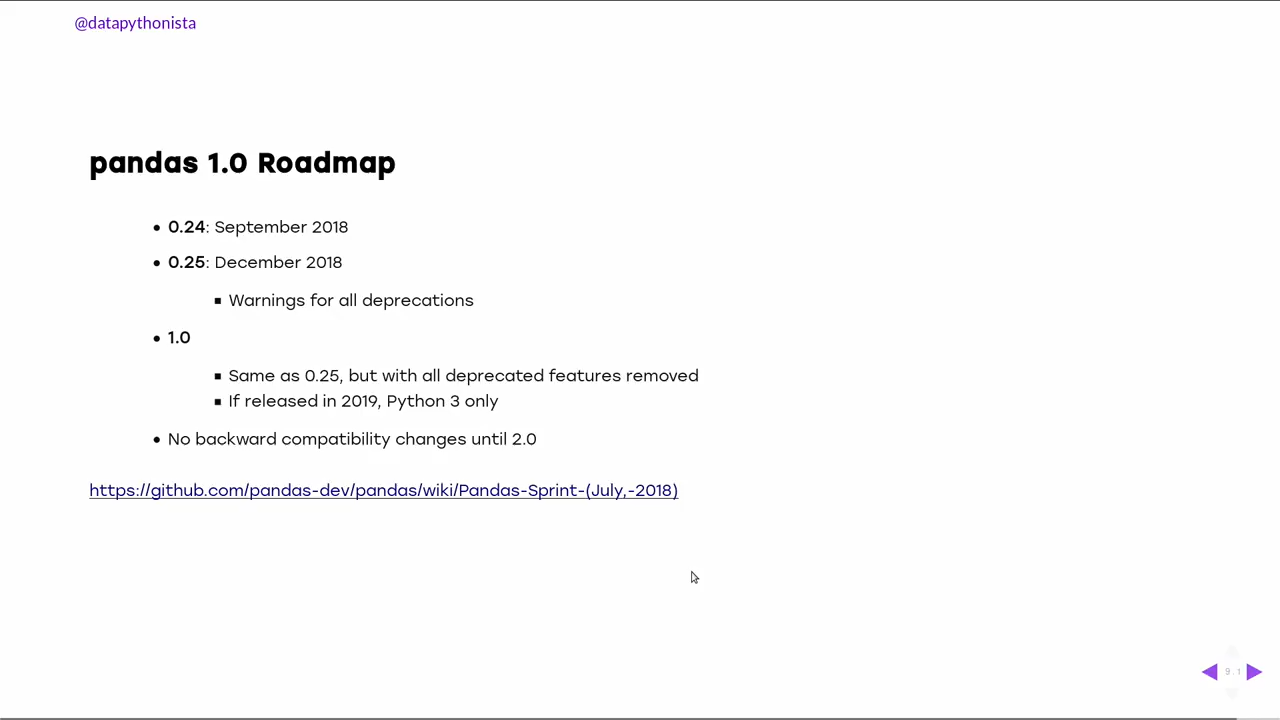 @datapythonista
pandas 1.0 Roadmap
• 0.24: September 2018
• 0.25: December 2018
▪ Warnings for all deprecations
• 1.0
▪ Same as 0.25, but with all deprecated features removed
▪ If released in 2019, Python 3 only
• No backward compatibility changes until 2.0
https://github.com/pandas-dev/pandas/wiki/Pandas-Sprint-(July,-2018)
9.1